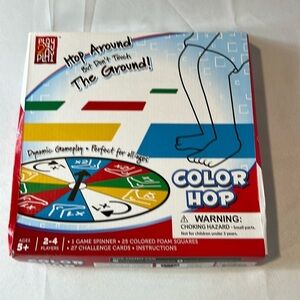 PLAY
PLAY
Hop Around
But Don't Touch
The Ground!
Dynamic Gameplay • Perfect for all ages
COLOR
HOP
WARNING:
CHOKING HAZARD - Small parts.
Not for children under 3 years.
AGES
5+
2-4
PLAYERS
• 1 GAME SPINNER • 25 COLORED FOAM SQUARES
• 27 CHALLENGE CARDS • INSTRUCTIONS
COLOR